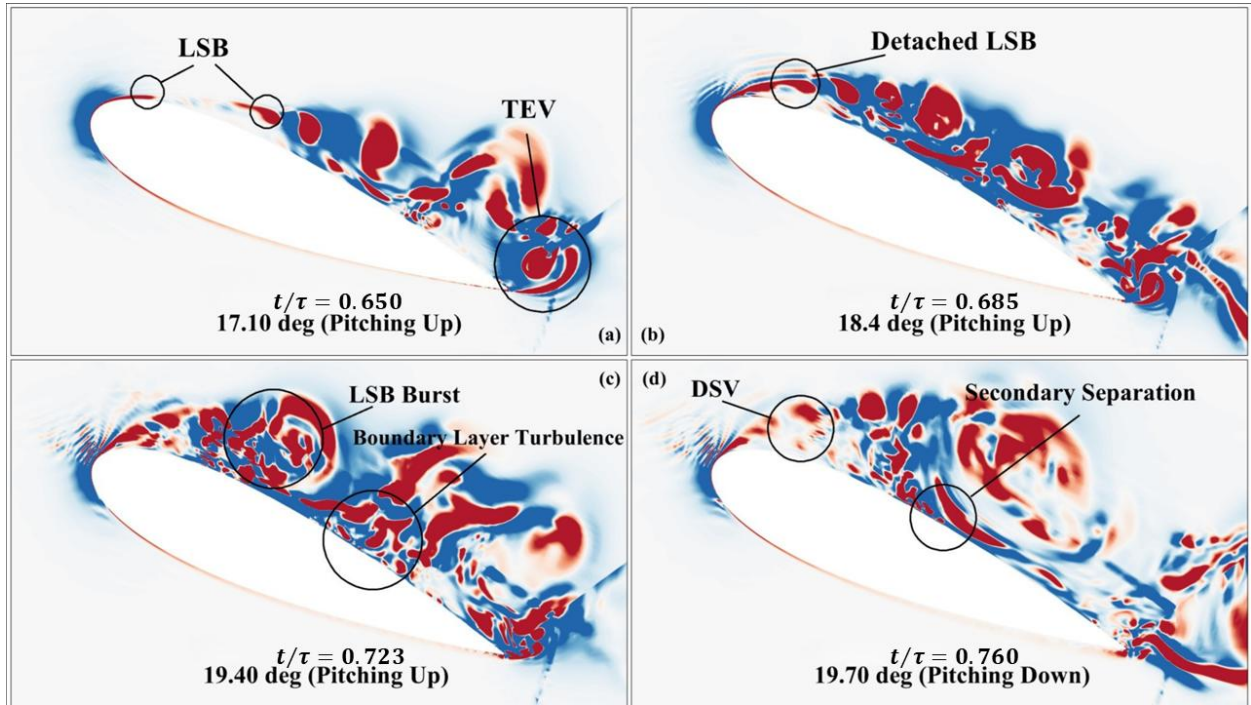 LSB
TEV
t/τ = 0.650
17.10 deg (Pitching Up)
(a)
Detached LSB
t/τ = 0.685
18.4 deg (Pitching Up)
(b)
(c)
LSB Burst
Boundary Layer Turbulence
t/τ = 0.723
19.40 deg (Pitching Up)
(d)
DSV
Secondary Separation
t/τ = 0.760
19.70 deg (Pitching Down)